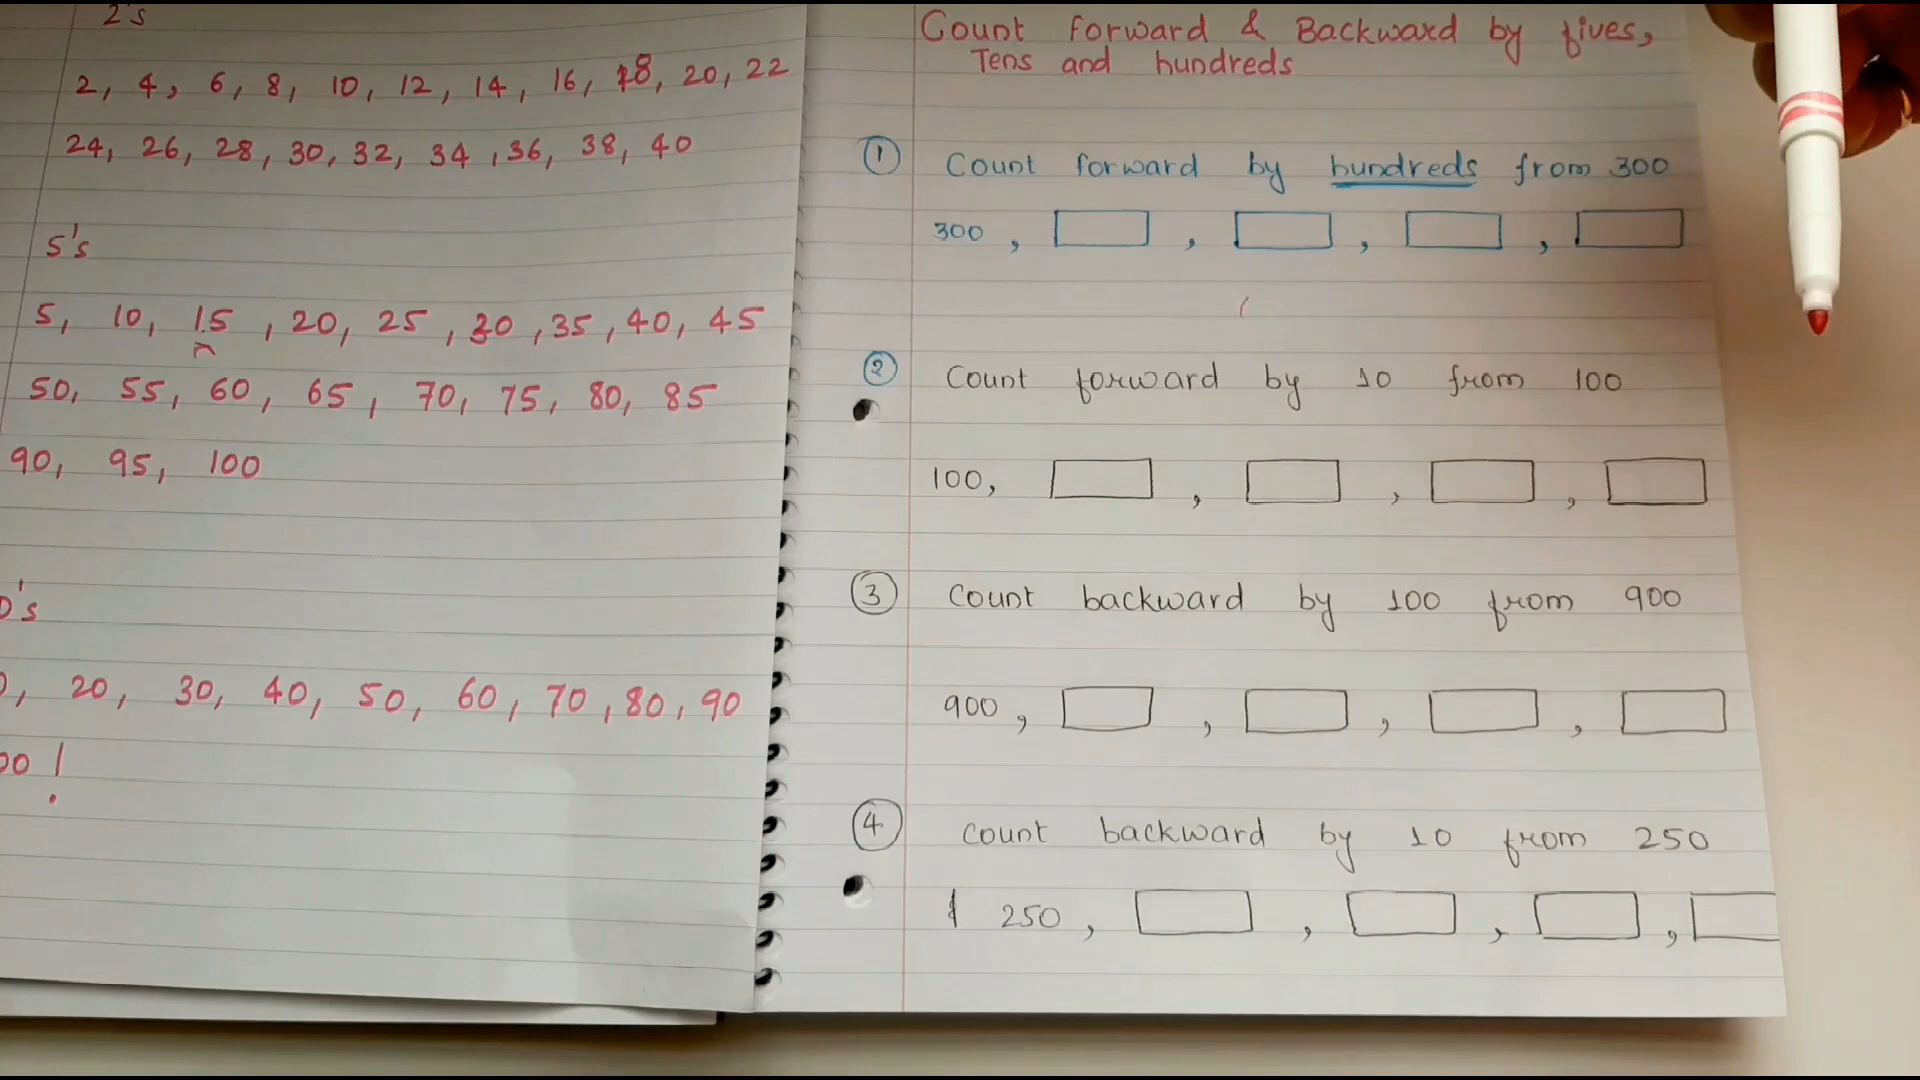 2's
2, 4, 6, 8, 10, 12, 14, 16, 18, 20, 22
24, 26, 28, 30, 32, 34, 36, 38, 40
5's
5, 10, 15, 20, 25, 30, 35, 40, 45
50, 55, 60, 65, 70, 75, 80, 85
90, 95, 100
0's
, 20, 30, 40, 50, 60, 70, 80, 90
00!
Count forward & Backward by fives,
Tens and hundreds
1 Count forward by hundreds from 300
300, , , ,
2 Count forward by 10 from 100
100, , , ,
3 Count backward by 100 from 900
900, , , ,
4 Count backward by 10 from 250
250, , , ,